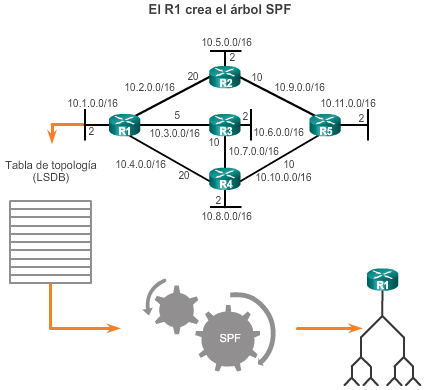 El R1 crea el árbol SPF
10.5.0.0/16
2
R2
10.2.0.0/16
20
10
10.9.0.0/16
10.1.0.0/16
2
R1
5
10.3.0.0/16
R3
2
10.6.0.0/16
10.11.0.0/16
2
R5
10
10.7.0.0/16
10.4.0.0/16
20
R4
10
10.10.0.0/16
2
10.8.0.0/16
Tabla de topología
(LSDB)
SPF
R1